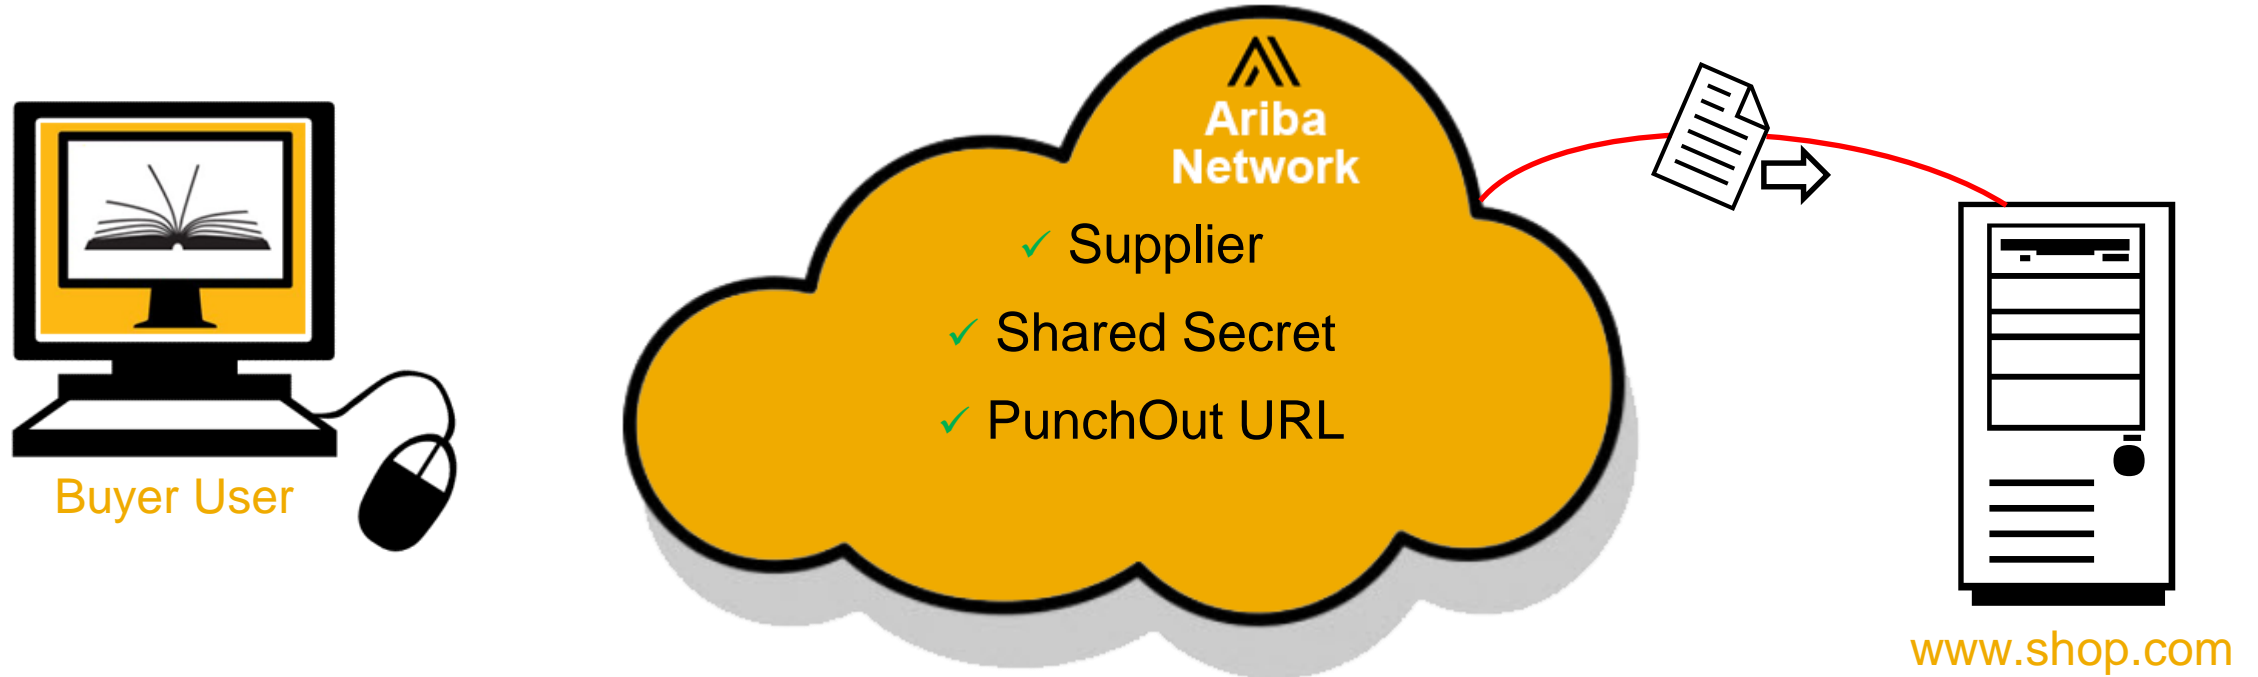 Ariba
Network
Supplier
Shared Secret
PunchOut URL
Buyer User
www.shop.com